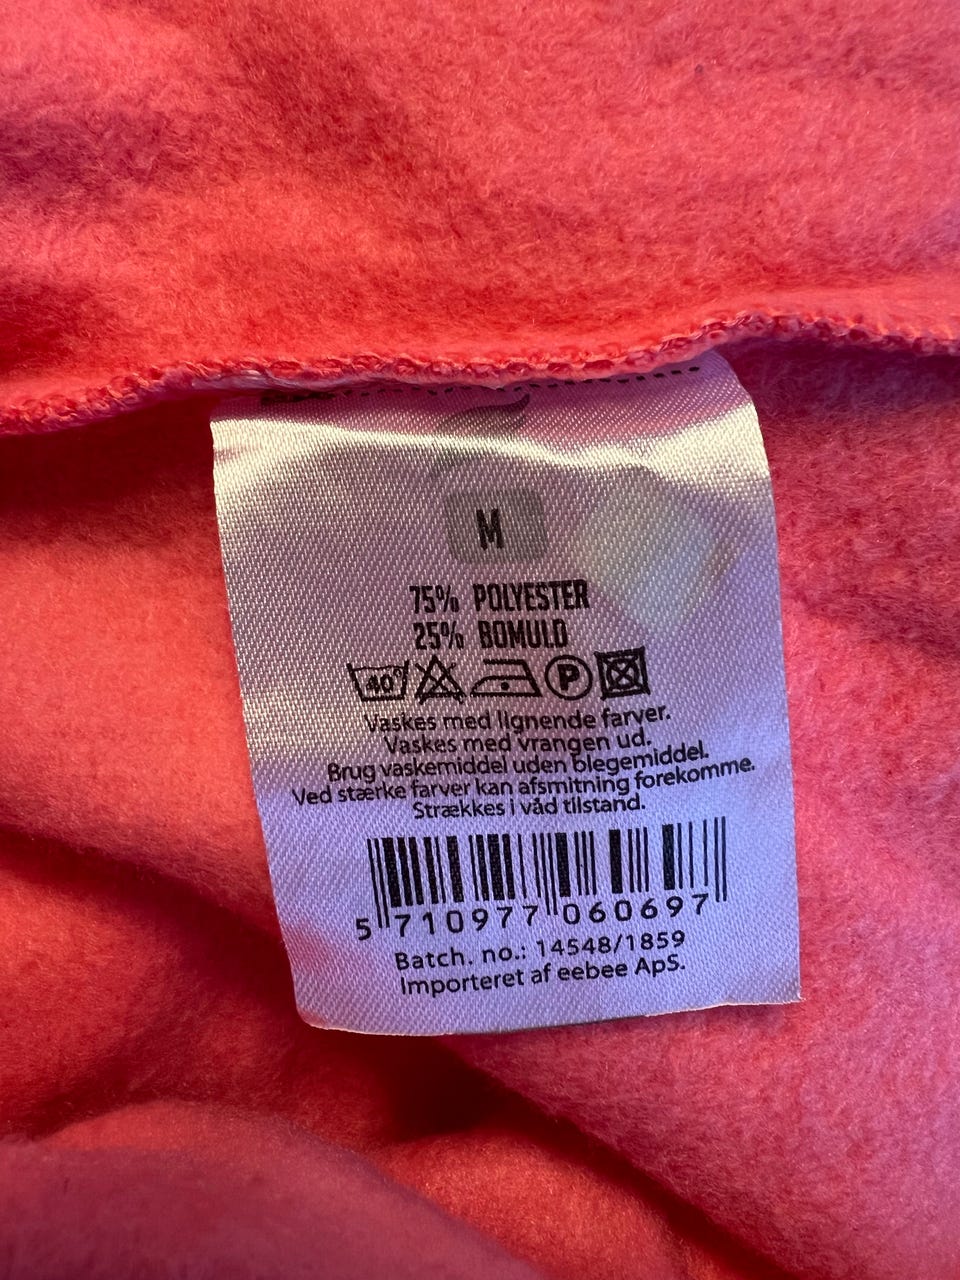 M
75% POLYESTER
25% BOMULD
40° P
Vaskes med lignende farver.
Vaskes med vrangen ud.
Brug vaskemiddel uden blegemiddel.
Ved stærke farver kan afsmitning forekomme.
Strækkes i våd tilstand.
5 710977 060697
Batch. no.: 14548/1859
Importeret af eebee ApS.